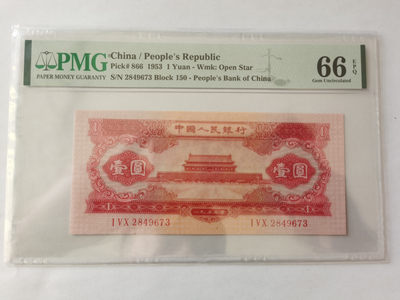 PMG
PAPER MONEY GUARANTY
China / People's Republic
Pick# 866 1953 1 Yuan - Wmk: Open Star
S/N 2849673 Block 150 - People's Bank of China
66 EPQ
Gem Uncirculated
中國人民銀行
壹圓 壹圓
I VX 2849673 I VX 2849673